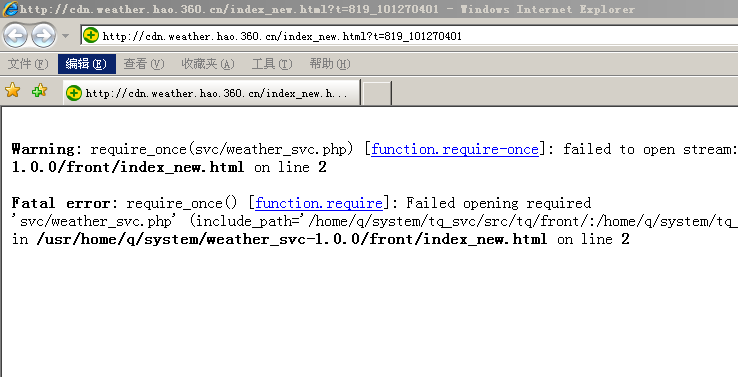 http://cdn.weather.hao.360.cn/index_new.html?t=819_101270401 - Windows Internet Explorer
http://cdn.weather.hao.360.cn/index_new.html?t=819_101270401
文件(F) 编辑(E) 查看(V) 收藏夹(A) 工具(T) 帮助(H)
http://cdn.weather.hao.360.cn/index_new.h...
Warning: require_once(svc/weather_svc.php) [function.require-once]: failed to open stream:
1.0.0/front/index_new.html on line 2
Fatal error: require_once() [function.require]: Failed opening required
'svc/weather_svc.php' (include_path='/home/q/system/tq_svc/src/tq/front/:/home/q/system/tq_
in /usr/home/q/system/weather_svc-1.0.0/front/index_new.html on line 2